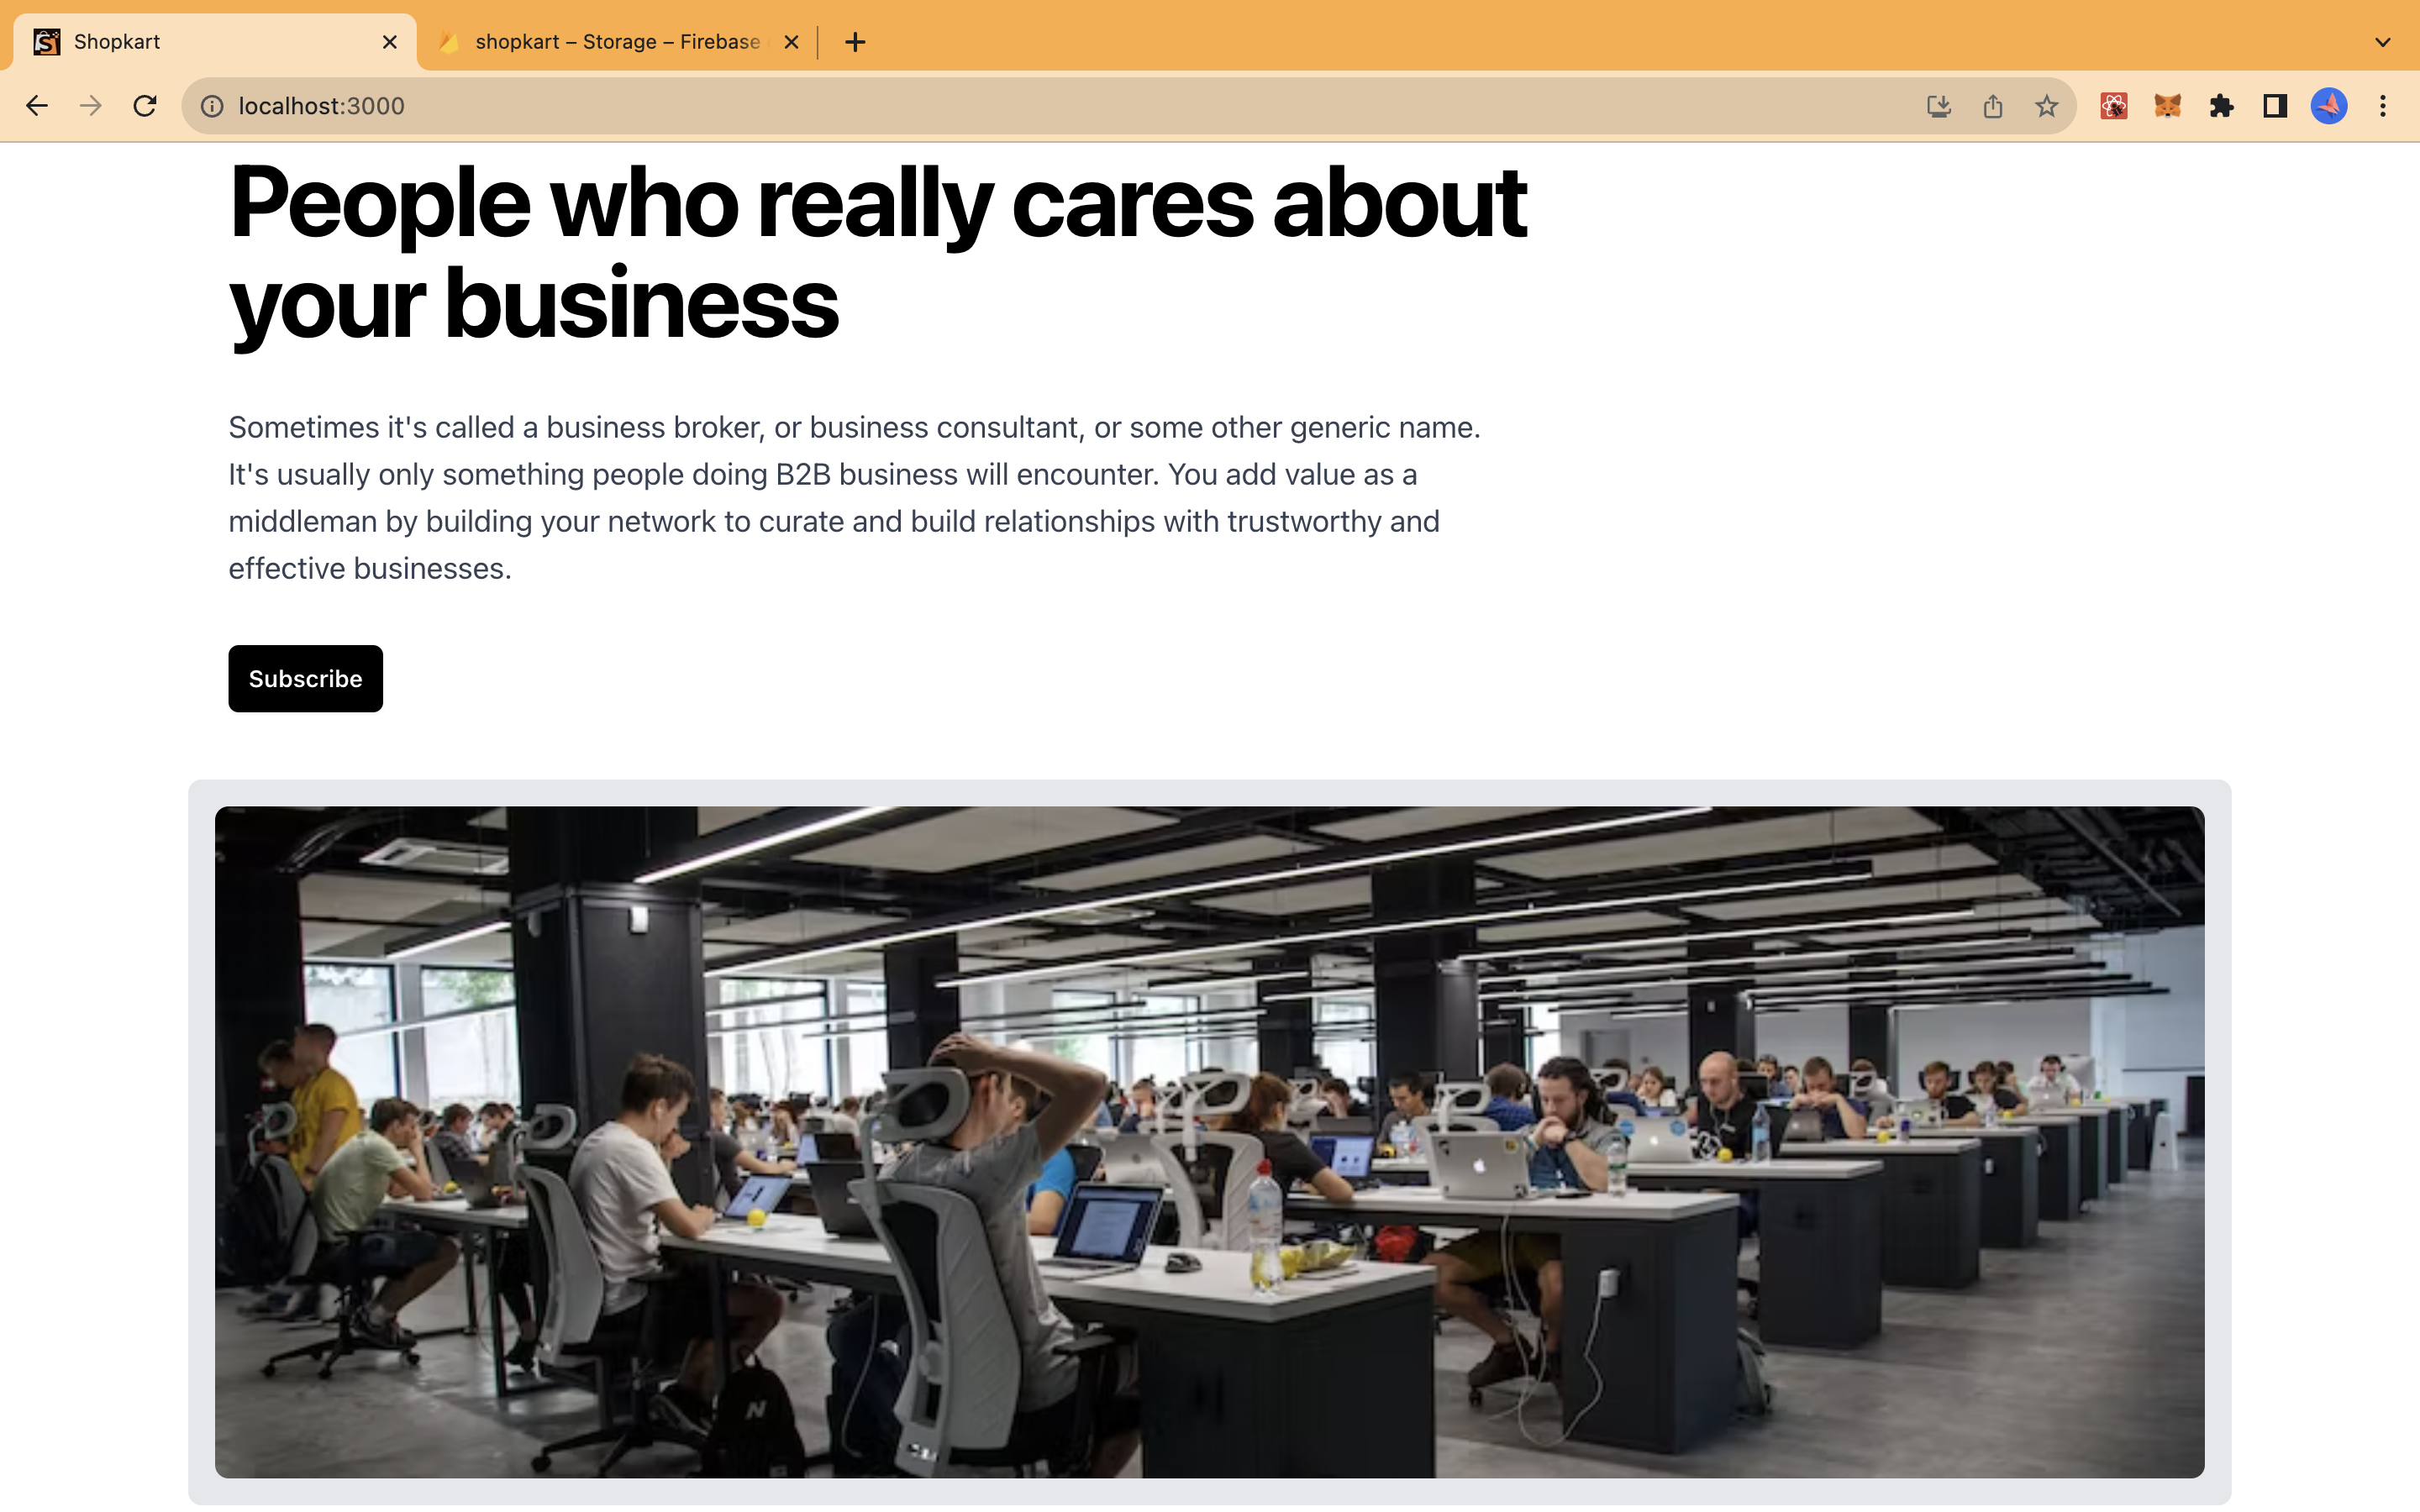 Shopkart
shopkart – Storage – Firebase
localhost:3000
People who really cares about
your business
Sometimes it's called a business broker, or business consultant, or some other generic name.
It's usually only something people doing B2B business will encounter. You add value as a
middleman by building your network to curate and build relationships with trustworthy and
effective businesses.
Subscribe
N